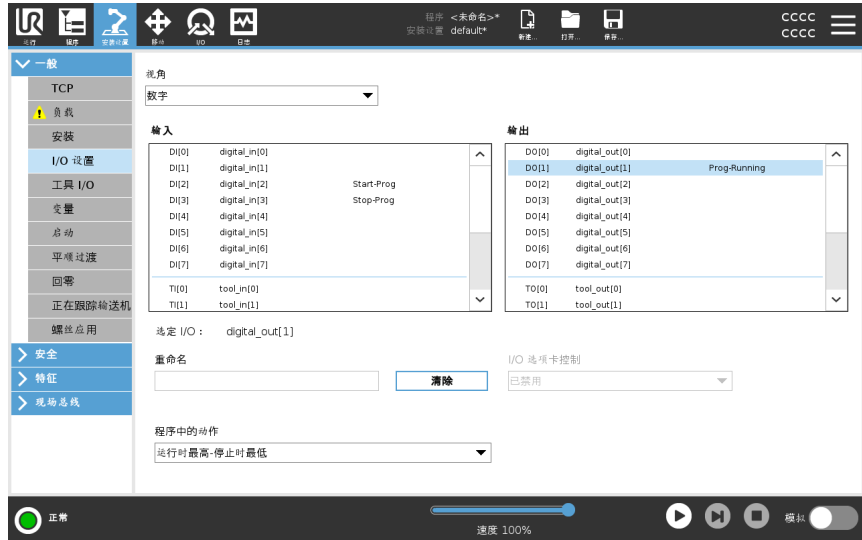 UR
运行
程序
安装设置
移动
I/O
日志
程序 <未命名>*
安装设置 default*
新建...
打开...
保存...
CCCC
CCCC
一般
TCP
负载
安装
I/O 设置
工具 I/O
变量
启动
平顺过渡
回零
正在跟踪输送机
螺丝应用
安全
特征
现场总线
视角
数字
输入
DI[0] digital_in[0]
DI[1] digital_in[1]
DI[2] digital_in[2] Start-Prog
DI[3] digital_in[3] Stop-Prog
DI[4] digital_in[4]
DI[5] digital_in[5]
DI[6] digital_in[6]
DI[7] digital_in[7]
TI[0] tool_in[0]
TI[1] tool_in[1]
输出
DO[0] digital_out[0]
DO[1] digital_out[1] Prog-Running
DO[2] digital_out[2]
DO[3] digital_out[3]
DO[4] digital_out[4]
DO[5] digital_out[5]
DO[6] digital_out[6]
DO[7] digital_out[7]
TO[0] tool_out[0]
TO[1] tool_out[1]
选定 I/O： digital_out[1]
重命名
清除
I/O 选项卡控制
已禁用
程序中的动作
运行时最高-停止时最低
正常
速度 100%
模拟